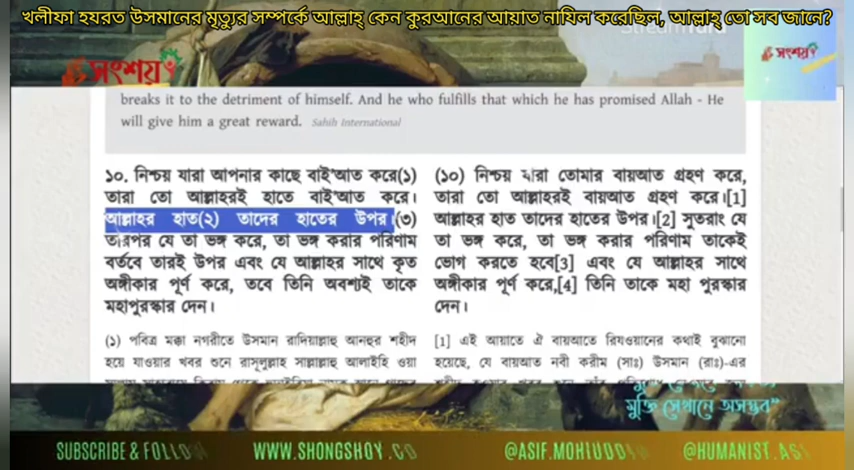 খলীফা হযরত উসমানের মৃত্যুর সম্পর্কে আল্লাহ্ কেন কুরআনের আয়াত নাযিল করেছিল, আল্লাহ্ তো সব জানে?
StreamYard
সংশয়
সংশয়
breaks it to the detriment of himself. And he who fulfills that which he has promised Allah - He
will give him a great reward. Sahih International
১০. নিশ্চয় যারা আপনার কাছে বাই'আত করে(১)
তারা তো আল্লাহরই হাতে বাই'আত করে।
আল্লাহর হাত(২) তাদের হাতের উপর।(৩)
তারপর যে তা ভঙ্গ করে, তা ভঙ্গ করার পরিণাম
বর্তবে তারই উপর এবং যে আল্লাহর সাথে কৃত
অঙ্গীকার পূর্ণ করে, তবে তিনি অবশ্যই তাকে
মহাপুরস্কার দেন।
(১) পবিত্র মক্কা নগরীতে উসমান রাদিয়াল্লাহু আনহুর শহীদ
হয়ে যাওয়ার খবর শুনে রাসূলুল্লাহ সাল্লাল্লাহু আলাইহি ওয়া
(১০) নিশ্চয় যারা তোমার বায়আত গ্রহণ করে,
তারা তো আল্লাহরই বায়আত গ্রহণ করে।[1]
আল্লাহর হাত তাদের হাতের উপর।[2] সুতরাং যে
তা ভঙ্গ করে, তা ভঙ্গ করার পরিণাম তাকেই
ভোগ করতে হবে[3] এবং যে আল্লাহর সাথে
অঙ্গীকার পূর্ণ করে,[4] তিনি তাকে মহা পুরস্কার
দেন।
[1] এই আয়াতে ঐ বায়আতে রিযওয়ানের কথাই বুঝানো
হয়েছে, যে বায়আত নবী করীম (সাঃ) উসমান (রাঃ)-এর
মুক্তি সেখানে অসম্ভব”
SUBSCRIBE & FOLLOW
WWW.SHONGSHOY.CO
@ASIF.MOHIUDD
@HUMANIST.AS